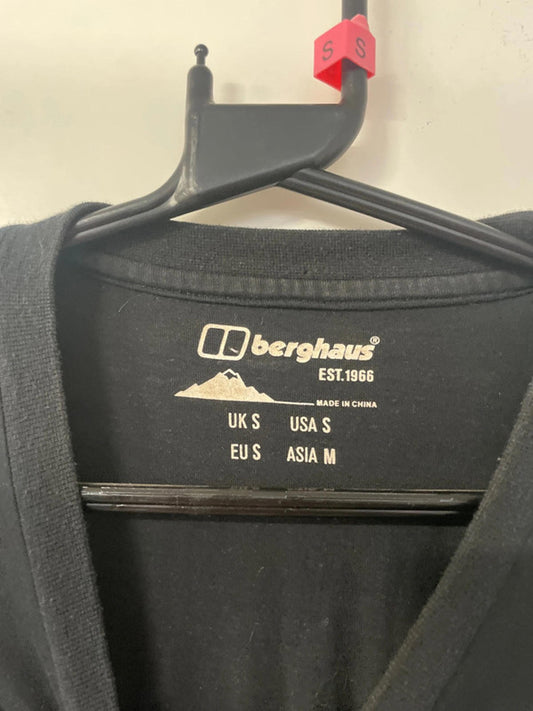 S S
berghaus®
EST.1966
MADE IN CHINA
UK S USA S
EU S ASIA M